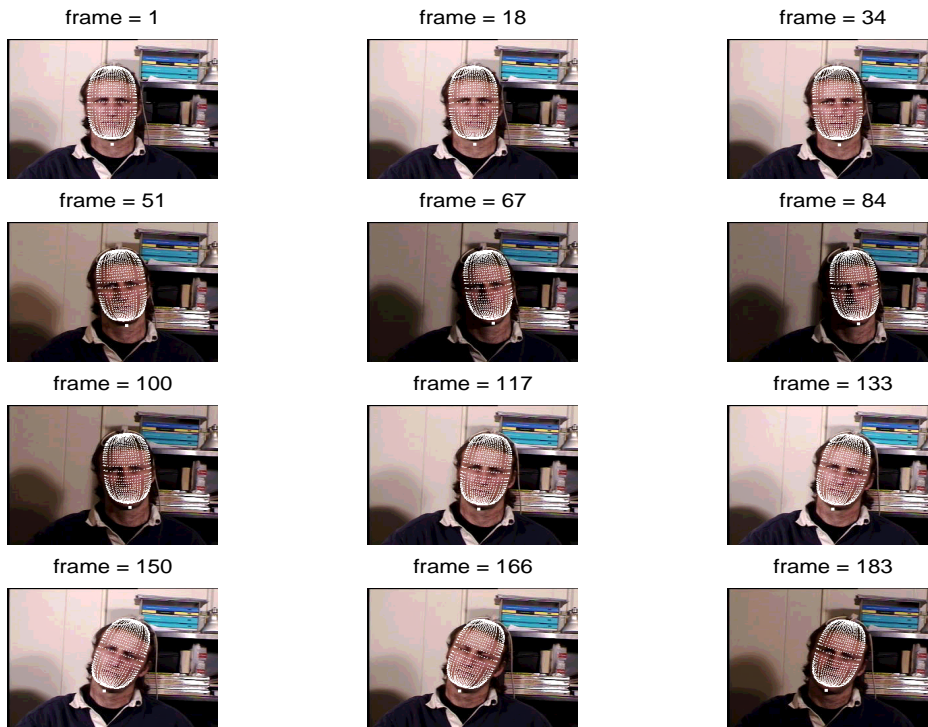 frame = 1
frame = 18
frame = 34
frame = 51
frame = 67
frame = 84
frame = 100
frame = 117
frame = 133
frame = 150
frame = 166
frame = 183